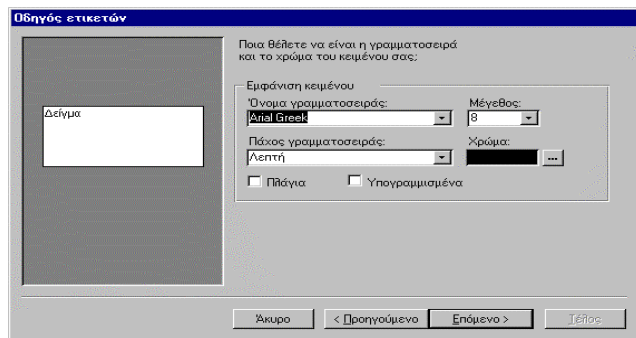 Οδηγός ετικετών
Ποια θέλετε να είναι η γραμματοσειρά
και το χρώμα του κειμένου σας;
Δείγμα
Εμφάνιση κειμένου
Όνομα γραμματοσειράς:
Μέγεθος:
Arial Greek
8
Πάχος γραμματοσειράς:
Χρώμα:
Λεπτή
...
Πλάγια
Υπογραμμισμένα
Άκυρο
< Προηγούμενο
Επόμενο >
Τέλος